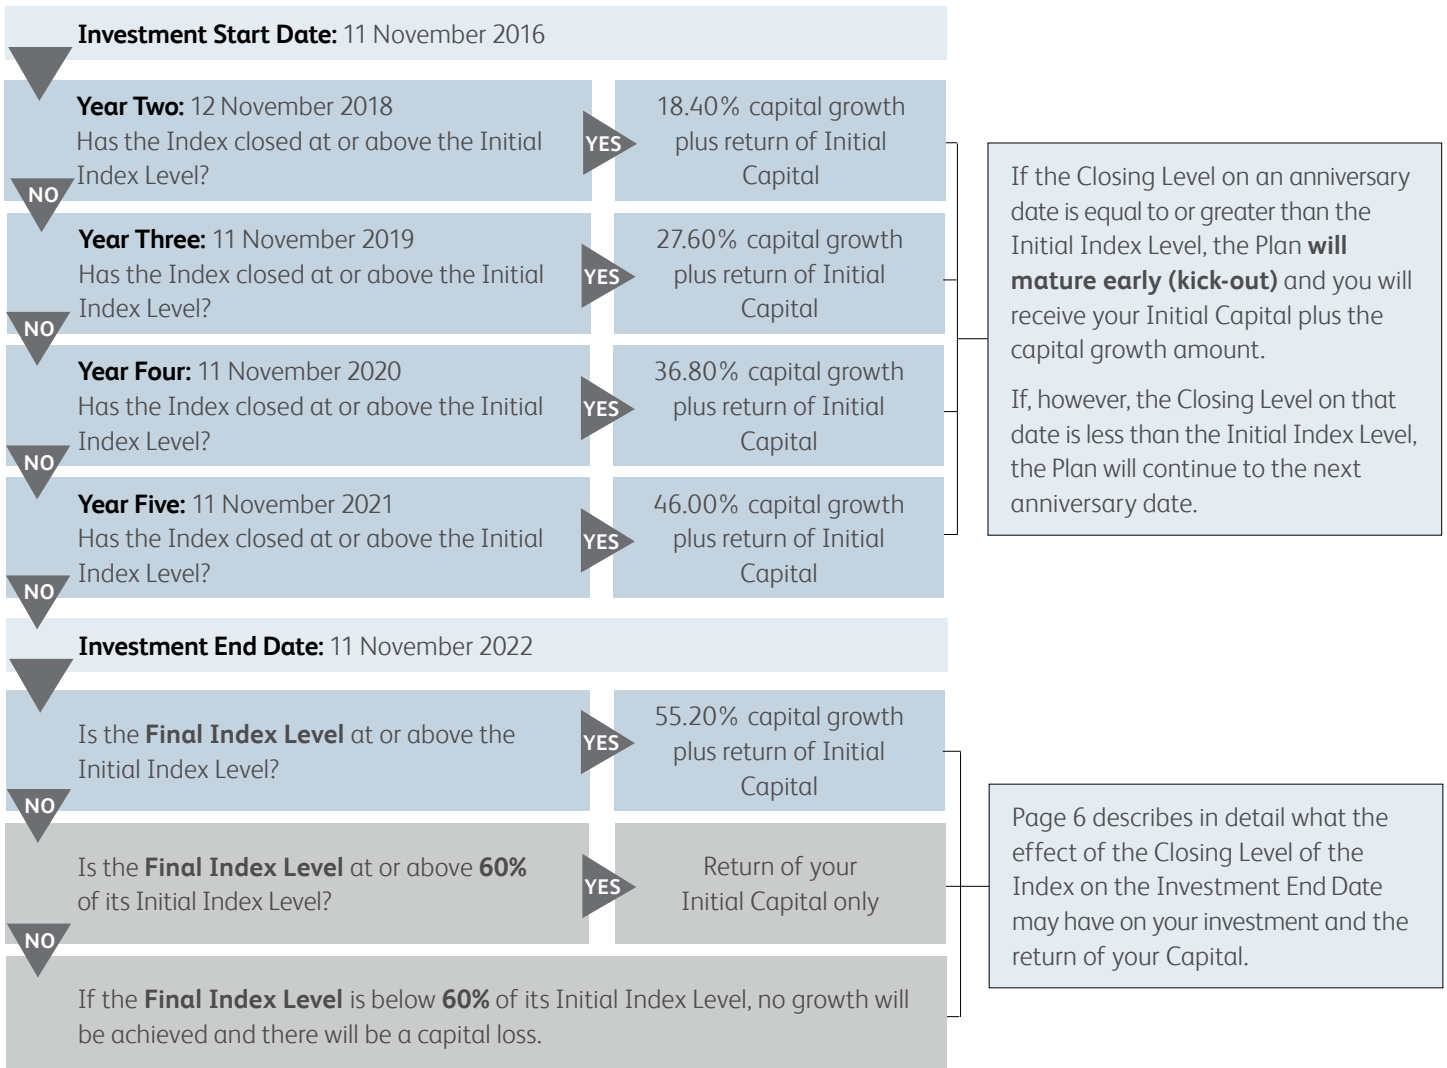 Investment Start Date: 11 November 2016
Year Two: 12 November 2018
Has the Index closed at or above the Initial
Index Level?
YES
18.40% capital growth
plus return of Initial
Capital
NO
Year Three: 11 November 2019
Has the Index closed at or above the Initial
Index Level?
YES
27.60% capital growth
plus return of Initial
Capital
NO
Year Four: 11 November 2020
Has the Index closed at or above the Initial
Index Level?
YES
36.80% capital growth
plus return of Initial
Capital
NO
Year Five: 11 November 2021
Has the Index closed at or above the Initial
Index Level?
YES
46.00% capital growth
plus return of Initial
Capital
NO
If the Closing Level on an anniversary
date is equal to or greater than the
Initial Index Level, the Plan will
mature early (kick-out) and you will
receive your Initial Capital plus the
capital growth amount.
If, however, the Closing Level on that
date is less than the Initial Index Level,
the Plan will continue to the next
anniversary date.
Investment End Date: 11 November 2022
Is the Final Index Level at or above the
Initial Index Level?
YES
55.20% capital growth
plus return of Initial
Capital
NO
Is the Final Index Level at or above 60%
of its Initial Index Level?
YES
Return of your
Initial Capital only
NO
If the Final Index Level is below 60% of its Initial Index Level, no growth will
be achieved and there will be a capital loss.
Page 6 describes in detail what the
effect of the Closing Level of the
Index on the Investment End Date
may have on your investment and the
return of your Capital.